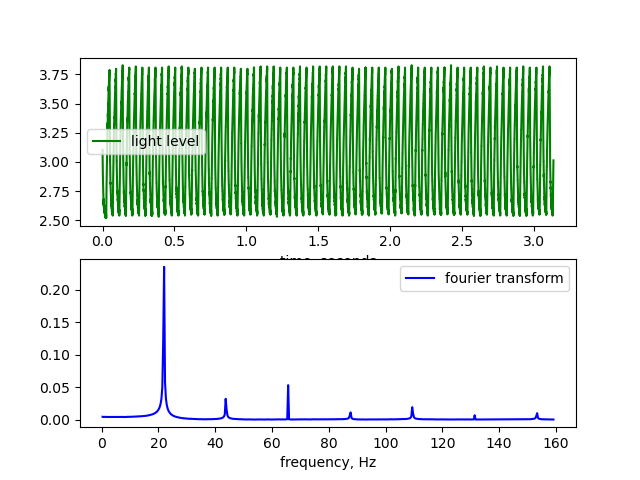 3.75
3.50
3.25
3.00
2.75
2.50
light level
0.0 0.5 1.0 1.5 2.0 2.5 3.0
time, seconds
0.20
0.15
0.10
0.05
0.00
fourier transform
0 20 40 60 80 100 120 140 160
frequency, Hz